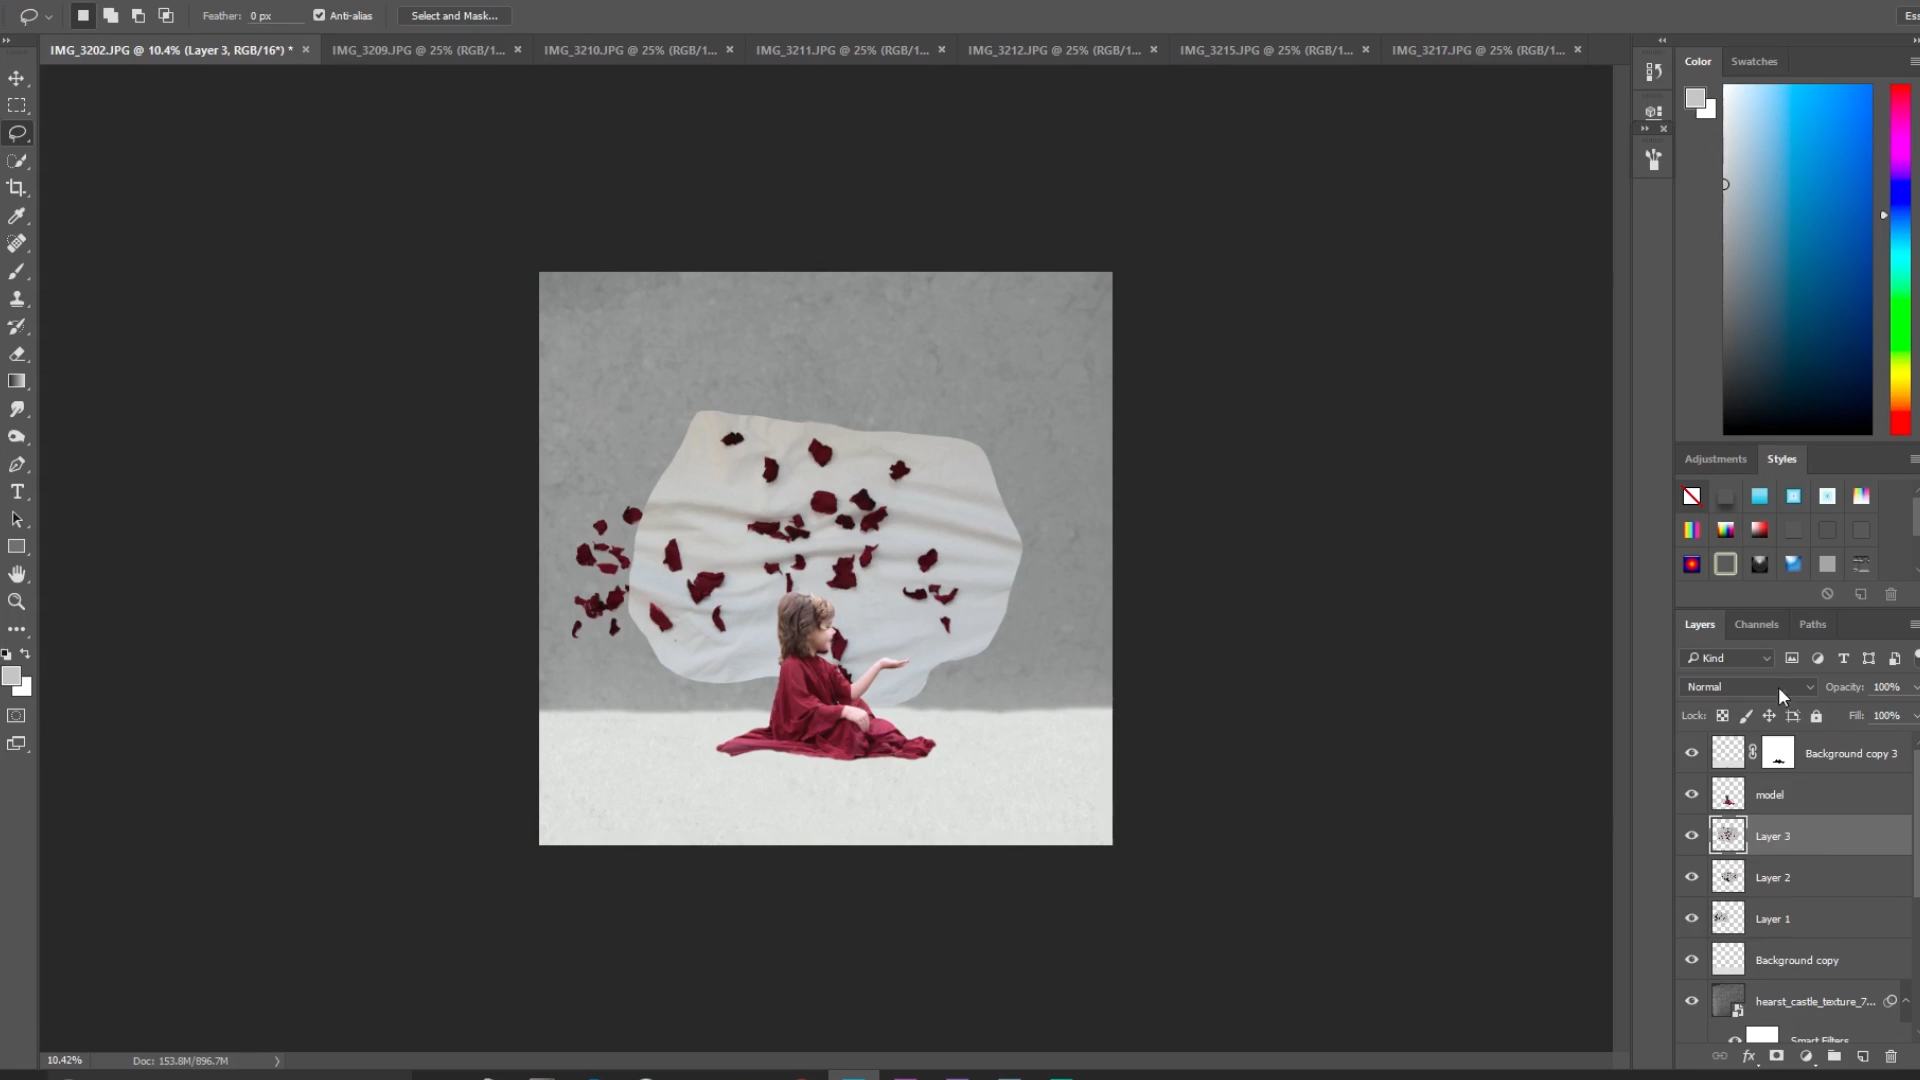 Feather: 0 px Anti-alias Select and Mask... Ess
IMG_3202.JPG @ 10.4% (Layer 3, RGB/16*) * IMG_3209.JPG @ 25% (RGB/1... IMG_3210.JPG @ 25% (RGB/1... IMG_3211.JPG @ 25% (RGB/1... IMG_3212.JPG @ 25% (RGB/1... IMG_3215.JPG @ 25% (RGB/1... IMG_3217.JPG @ 25% (RGB/1...
Color Swatches
Adjustments Styles
Layers Channels Paths
Kind
Normal Opacity: 100%
Lock: Fill: 100%
Background copy 3
model
Layer 3
Layer 2
Layer 1
Background copy
hearst_castle_texture_7...
Smart Filters
10.42% Doc: 153.8M/896.7M